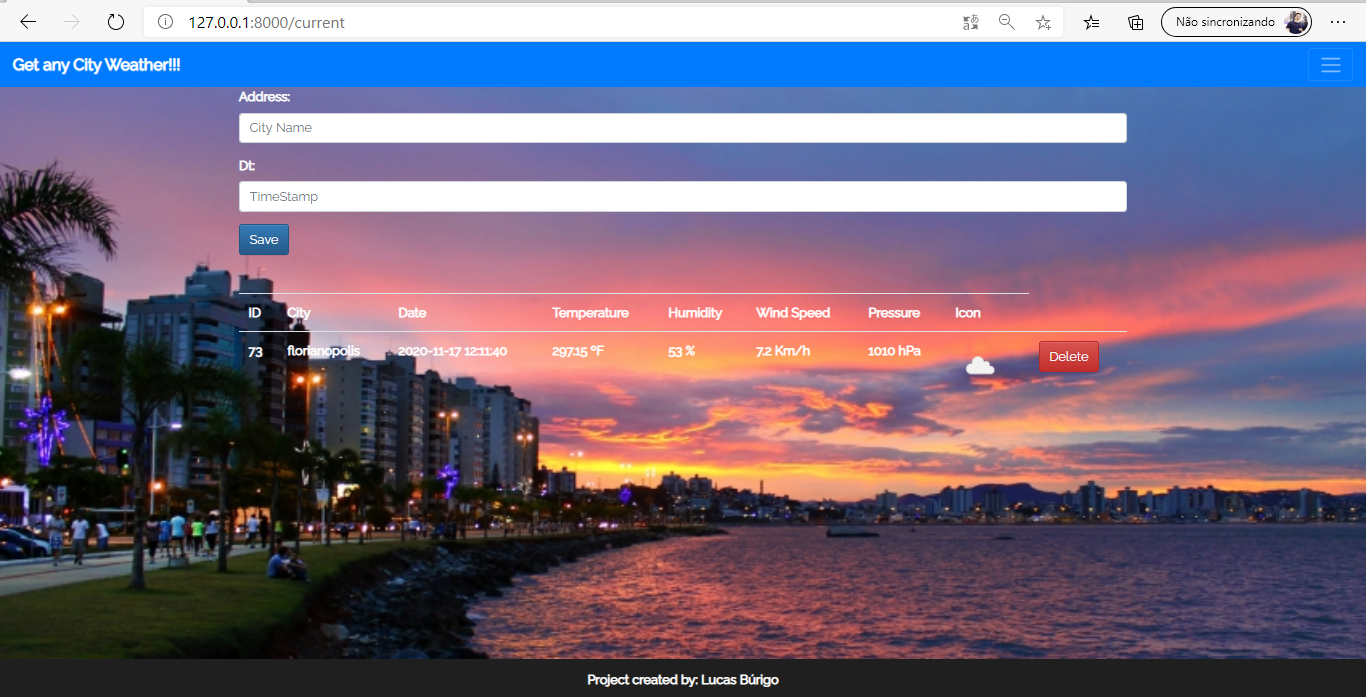 127.0.0.1:8000/current
Não sincronizando
Get any City Weather!!!
Address:
City Name
Dt:
TimeStamp
Save
ID City Date Temperature Humidity Wind Speed Pressure Icon
73 florianopolis 2020-11-17 12:11:40 297.15 ºF 53 % 7.2 Km/h 1010 hPa Delete
Project created by: Lucas Búrigo